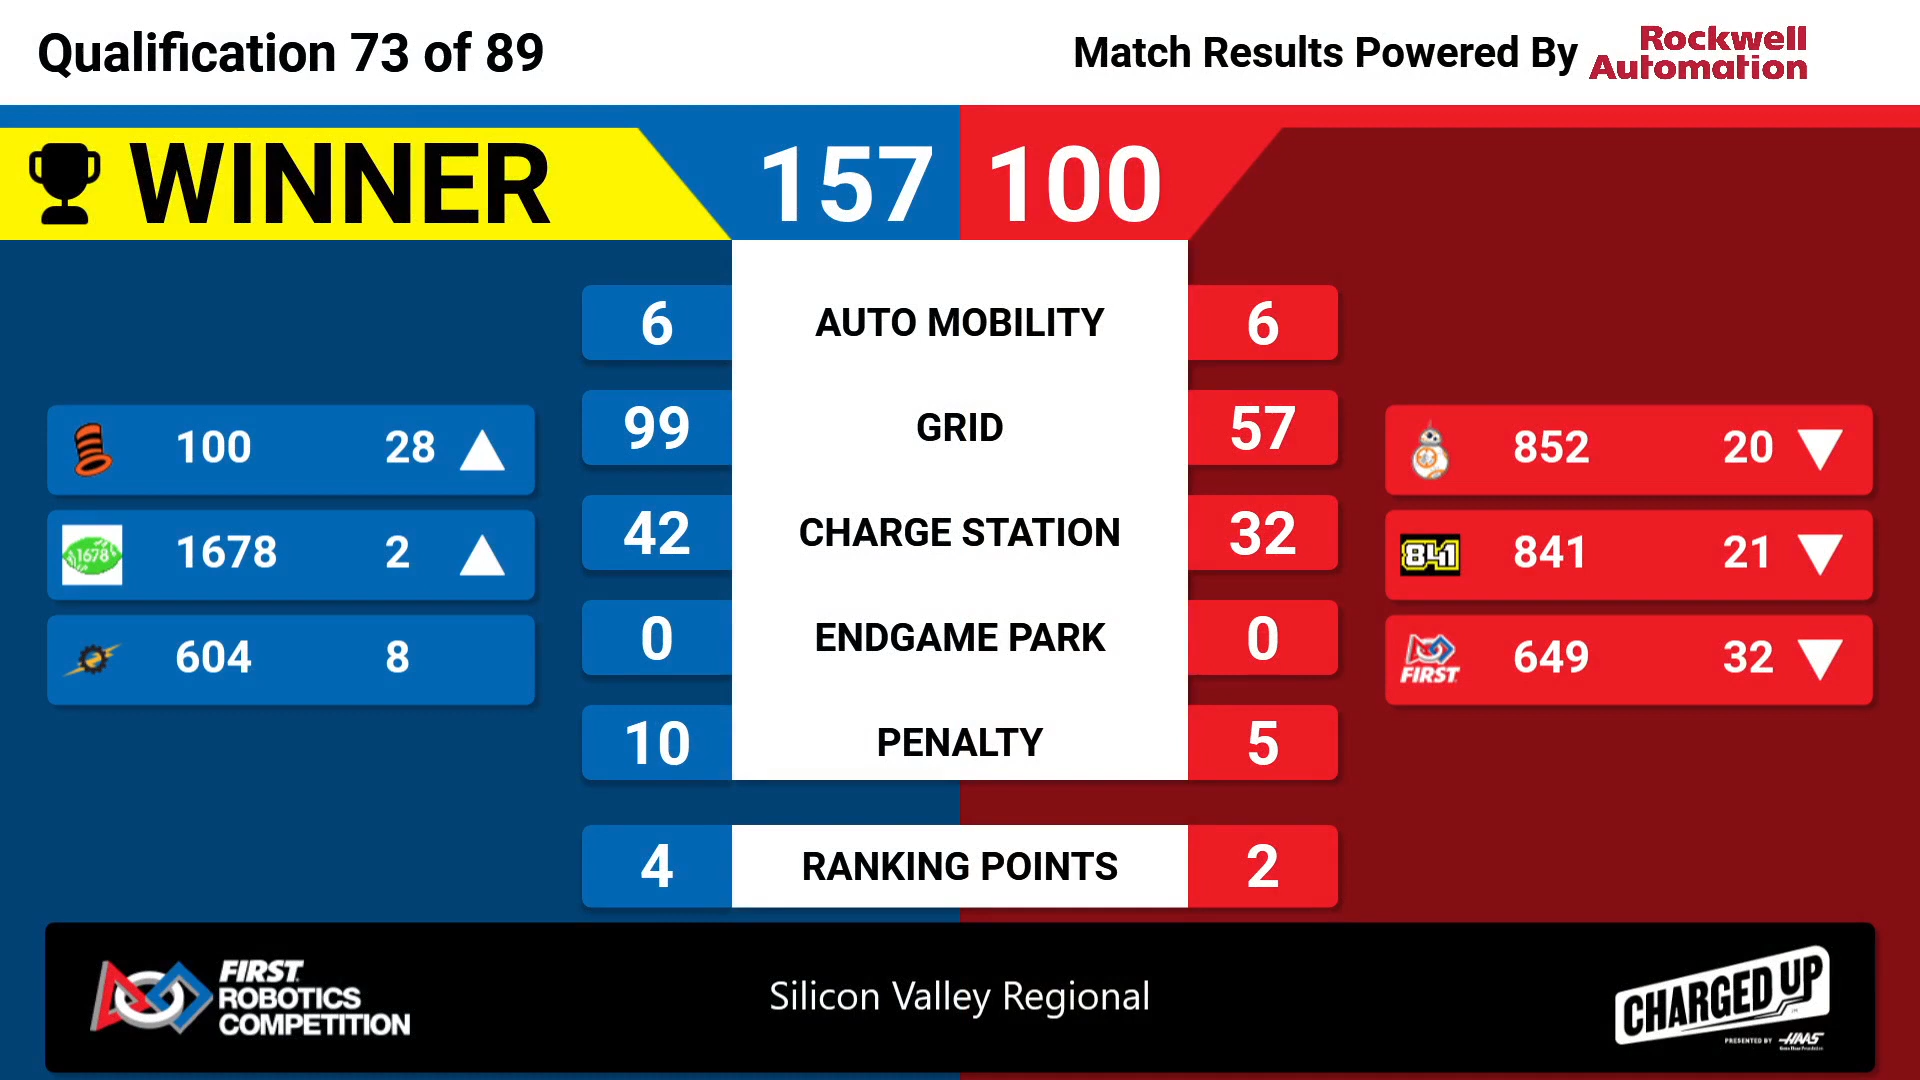 Qualification 73 of 89
Match Results Powered By
Rockwell
Automation
WINNER
157 100
6 AUTO MOBILITY 6
99 GRID 57
42 CHARGE STATION 32
0 ENDGAME PARK 0
10 PENALTY 5
4 RANKING POINTS 2
100 28
1678
1678 2
604 8
852 20
841
841 21
FIRST
649 32
FIRST
ROBOTICS
COMPETITION
Silicon Valley Regional
CHARGED UP
PRESENTED BY HAAS